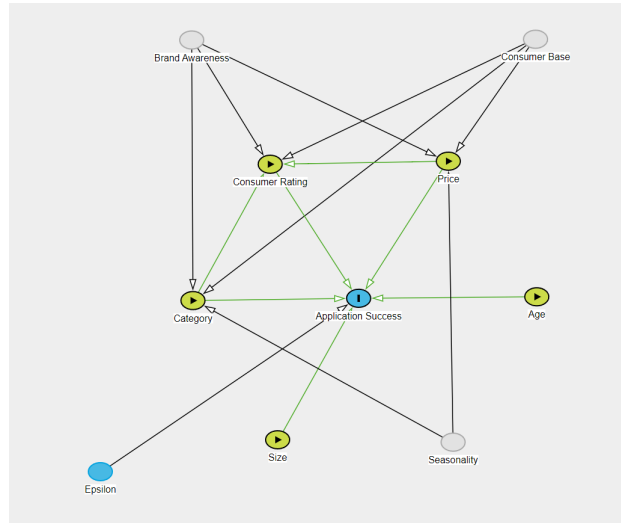 Brand Awareness
Consumer Base
Consumer Rating
Price
Category
Application Success
Age
Size
Seasonality
Epsilon